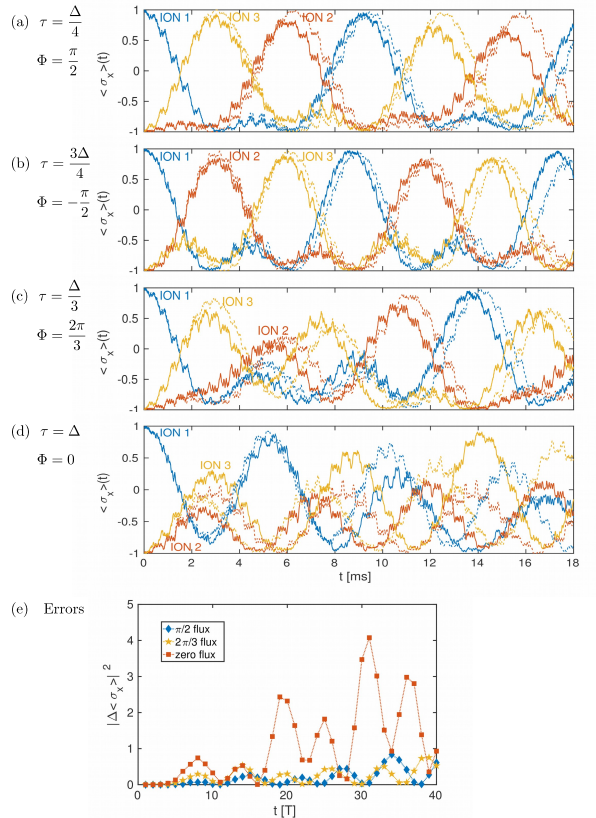 (a) τ = Δ/4
Φ = π/2
<σx>(t)
1
0.5
0
-0.5
-1
ION 1
ION 3
ION 2
(b) τ = 3Δ/4
Φ = −π/2
<σx>(t)
1
0.5
0
-0.5
-1
ION 1
ION 2
ION 3
(c) τ = Δ/3
Φ = 2π/3
<σx>(t)
1
0.5
0
-0.5
-1
ION 1
ION 3
ION 2
(d) τ = Δ
Φ = 0
<σx>(t)
1
0.5
0
-0.5
-1
ION 1
ION 3
ION 2
0 2 4 6 8 10 12 14 16 18
t [ms]
(e) Errors
|Δ<σx>|²
5
4
3
2
1
0
π/2 flux
2π/3 flux
zero flux
0 10 20 30 40
t [T]